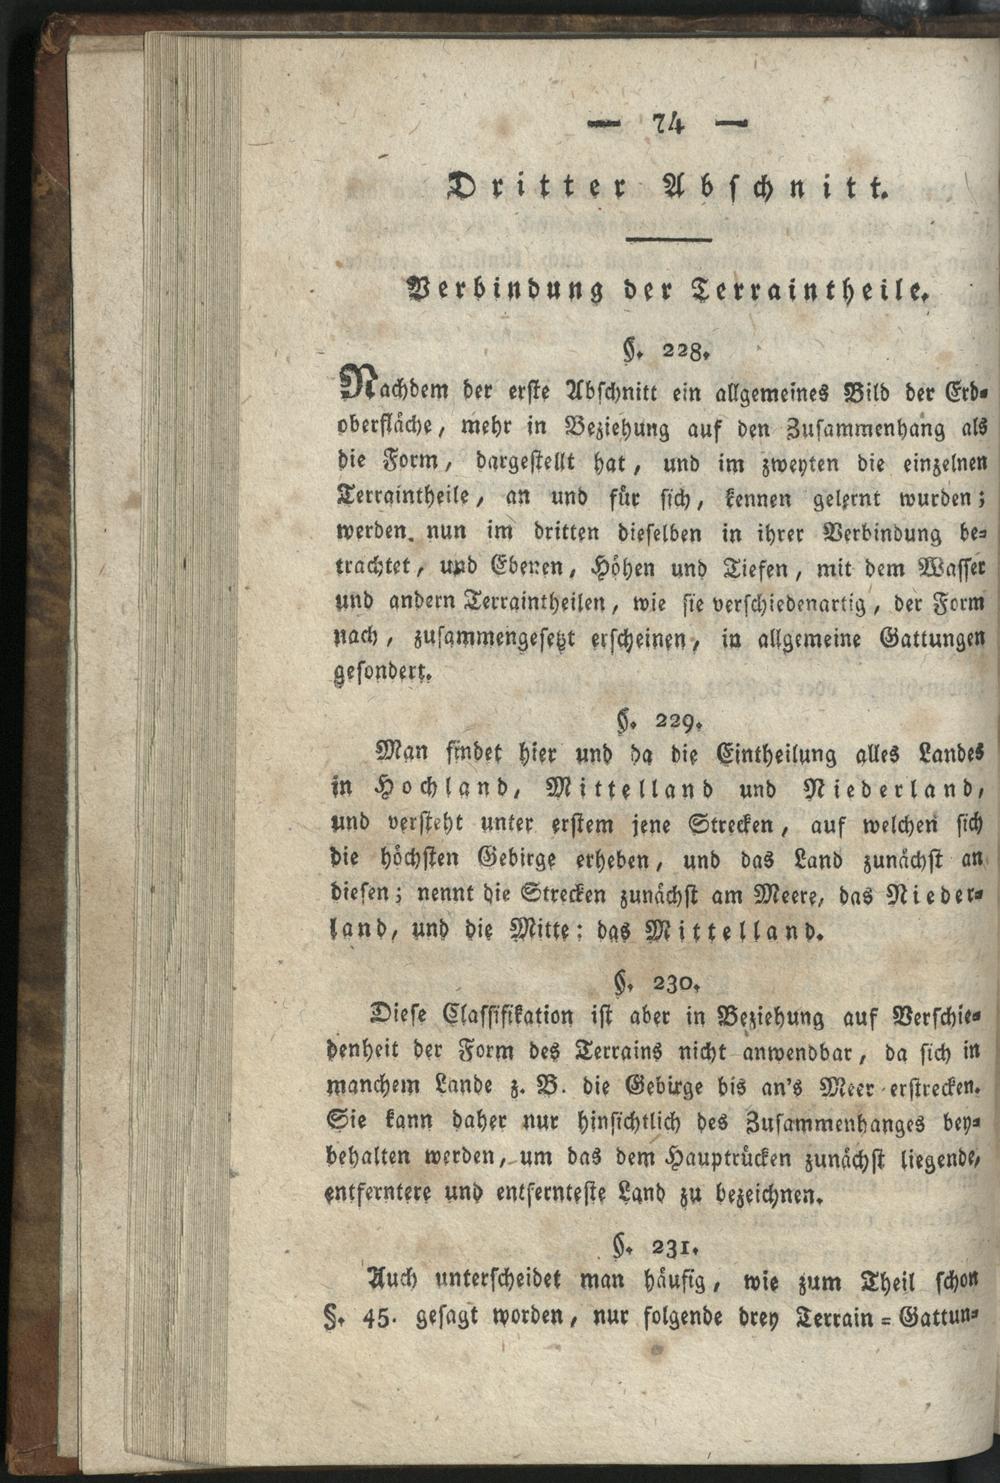 — 74 —
Dritter Abschnitt.
Verbindung der Terraintheile.
§. 228.
Nachdem der erste Abschnitt ein allgemeines Bild der Erd-
oberfläche, mehr in Beziehung auf den Zusammenhang als
die Form, dargestellt hat, und im zweyten die einzelnen
Terraintheile, an und für sich, kennen gelernt wurden;
werden nun im dritten dieselben in ihrer Verbindung be-
trachtet, und Ebenen, Höhen und Tiefen, mit dem Wasser
und andern Terraintheilen, wie sie verschiedenartig, der Form
nach, zusammengesetzt erscheinen, in allgemeine Gattungen
gesondert.
§. 229.
Man findet hier und da die Eintheilung alles Landes
in Hochland, Mittelland und Niederland,
und versteht unter erstem jene Strecken, auf welchen sich
die höchsten Gebirge erheben, und das Land zunächst an
diesen; nennt die Strecken zunächst am Meere, das Nieder-
land, und die Mitte: das Mittelland.
§. 230.
Diese Classifikation ist aber in Beziehung auf Verschie-
denheit der Form des Terrains nicht anwendbar, da sich in
manchem Lande z. B. die Gebirge bis an's Meer erstrecken.
Sie kann daher nur hinsichtlich des Zusammenhanges bey-
behalten werden, um das dem Hauptrücken zunächst liegende,
entferntere und entfernteste Land zu bezeichnen.
§. 231.
Auch unterscheidet man häufig, wie zum Theil schon
§. 45. gesagt worden, nur folgende drey Terrain-Gattun-